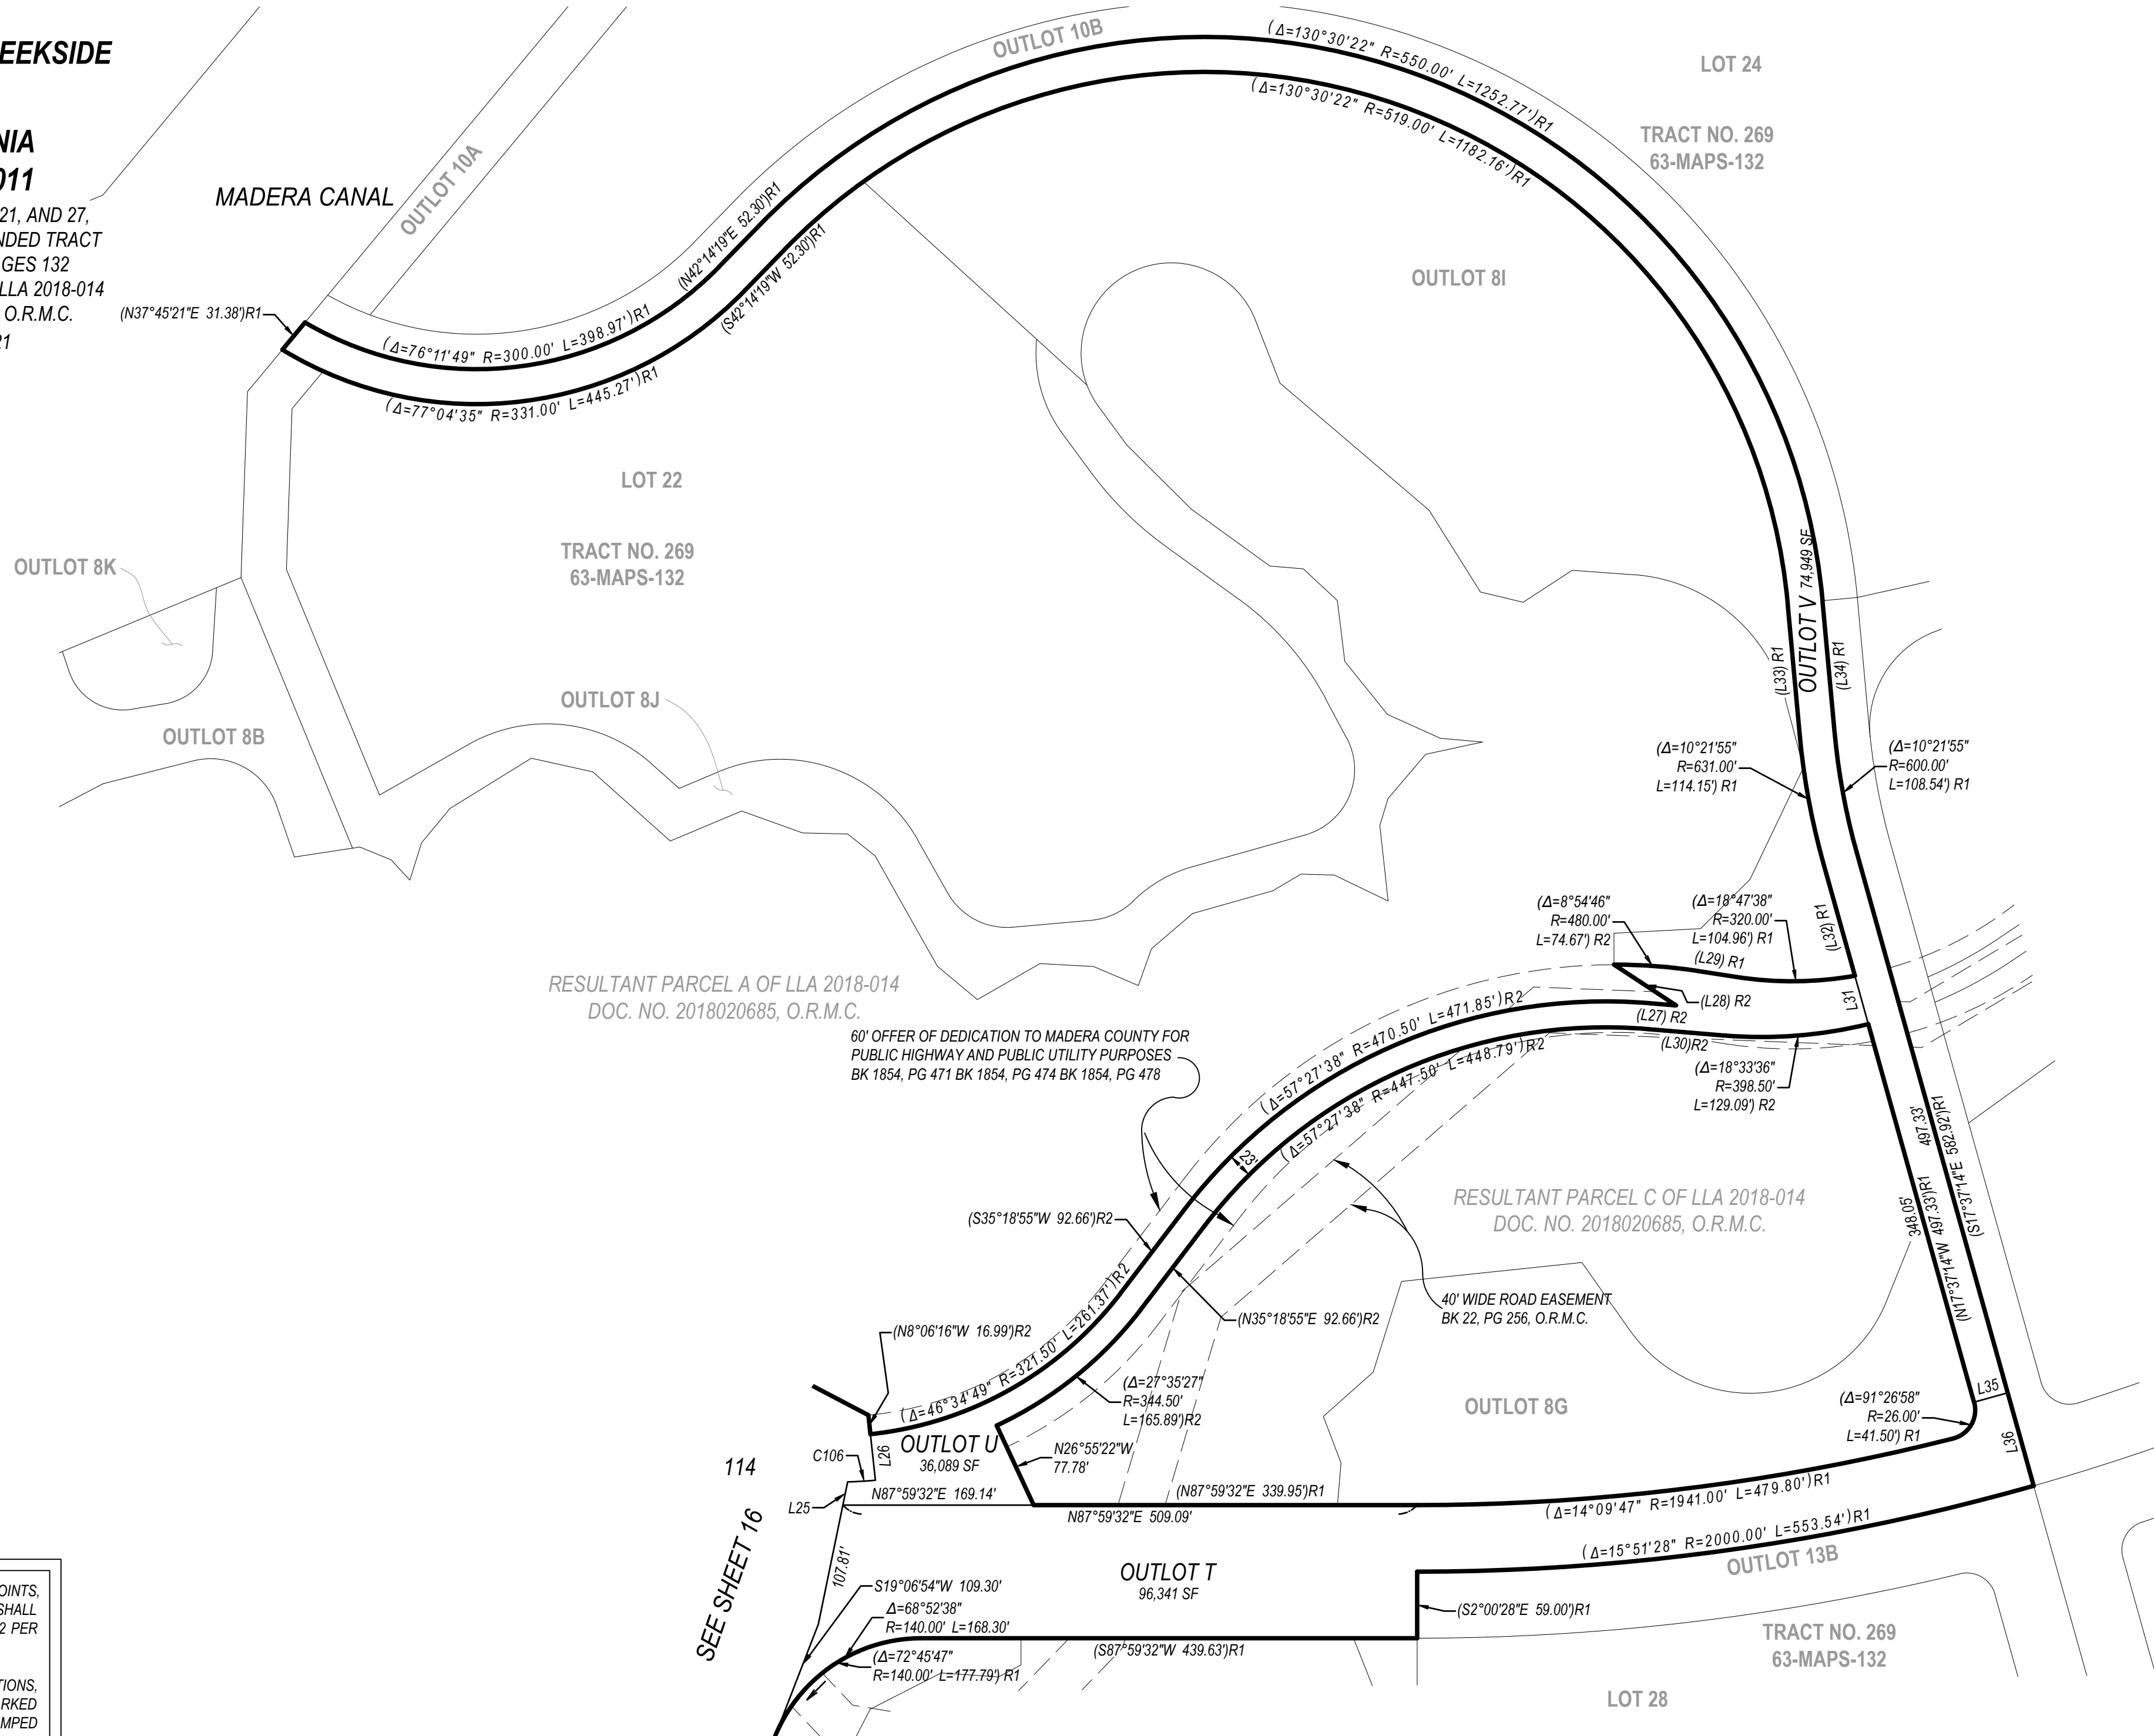 EEKSIDE
NIA
011
21, AND 27,
NDED TRACT
GES 132
LLA 2018-014
O.R.M.C.
21
MADERA CANAL
OUTLOT 10A
OUTLOT 10B
(Δ=130°30'22" R=550.00' L=1252.77')R1
(Δ=130°30'22" R=519.00' L=1182.16')R1
LOT 24
TRACT NO. 269
63-MAPS-132
OUTLOT 8I
(N37°45'21"E 31.38')R1
(N42°14'19"E 52.30')R1
(S42°14'19"W 52.30')R1
(Δ=76°11'49" R=300.00' L=398.97')R1
(Δ=77°04'35" R=331.00' L=445.27')R1
LOT 22
TRACT NO. 269
63-MAPS-132
OUTLOT 8K
OUTLOT 8B
OUTLOT 8J
OUTLOT V 74,949 SF
(L33) R1
(L34) R1
(Δ=10°21'55"
R=631.00'
L=114.15') R1
(Δ=10°21'55"
R=600.00'
L=108.54') R1
(Δ=8°54'46"
R=480.00'
L=74.67') R2
(Δ=18°47'38"
R=320.00'
L=104.96') R1
(L29) R1
(L32) R1
L31
(L28) R2
(L27) R2
(L30)R2
(Δ=18°33'36"
R=398.50'
L=129.09') R2
RESULTANT PARCEL A OF LLA 2018-014
DOC. NO. 2018020685, O.R.M.C.
60' OFFER OF DEDICATION TO MADERA COUNTY FOR
PUBLIC HIGHWAY AND PUBLIC UTILITY PURPOSES
BK 1854, PG 471 BK 1854, PG 474 BK 1854, PG 478
(Δ=57°27'38" R=470.50' L=471.85')R2
(Δ=57°27'38" R=447.50' L=448.79')R2
23'
RESULTANT PARCEL C OF LLA 2018-014
DOC. NO. 2018020685, O.R.M.C.
497.33'
348.05'
(N17°37'14"W 497.33')R1
(S17°37'14"E 582.92')R1
(S35°18'55"W 92.66')R2
(N35°18'55"E 92.66')R2
40' WIDE ROAD EASEMENT
BK 22, PG 256, O.R.M.C.
(N8°06'16"W 16.99')R2
(Δ=46°34'49" R=321.50' L=261.37')R2
(Δ=27°35'27"
R=344.50'
L=165.89')R2
OUTLOT 8G
(Δ=91°26'58"
R=26.00'
L=41.50') R1
L35
L36
114
C106
L26
L25
OUTLOT U
36,089 SF
N26°55'22"W
77.78'
N87°59'32"E 169.14'
(N87°59'32"E 339.95')R1
N87°59'32"E 509.09'
(Δ=14°09'47" R=1941.00' L=479.80')R1
(Δ=15°51'28" R=2000.00' L=553.54')R1
OUTLOT 13B
SEE SHEET 16
107.81'
OUTLOT T
96,341 SF
S19°06'54"W 109.30'
Δ=68°52'38"
R=140.00' L=168.30'
(Δ=72°45'47"
R=140.00' L=177.79') R1
(S87°59'32"W 439.63')R1
(S2°00'28"E 59.00')R1
TRACT NO. 269
63-MAPS-132
LOT 28
OINTS,
SHALL
2 PER
TIONS,
RKED
MPED